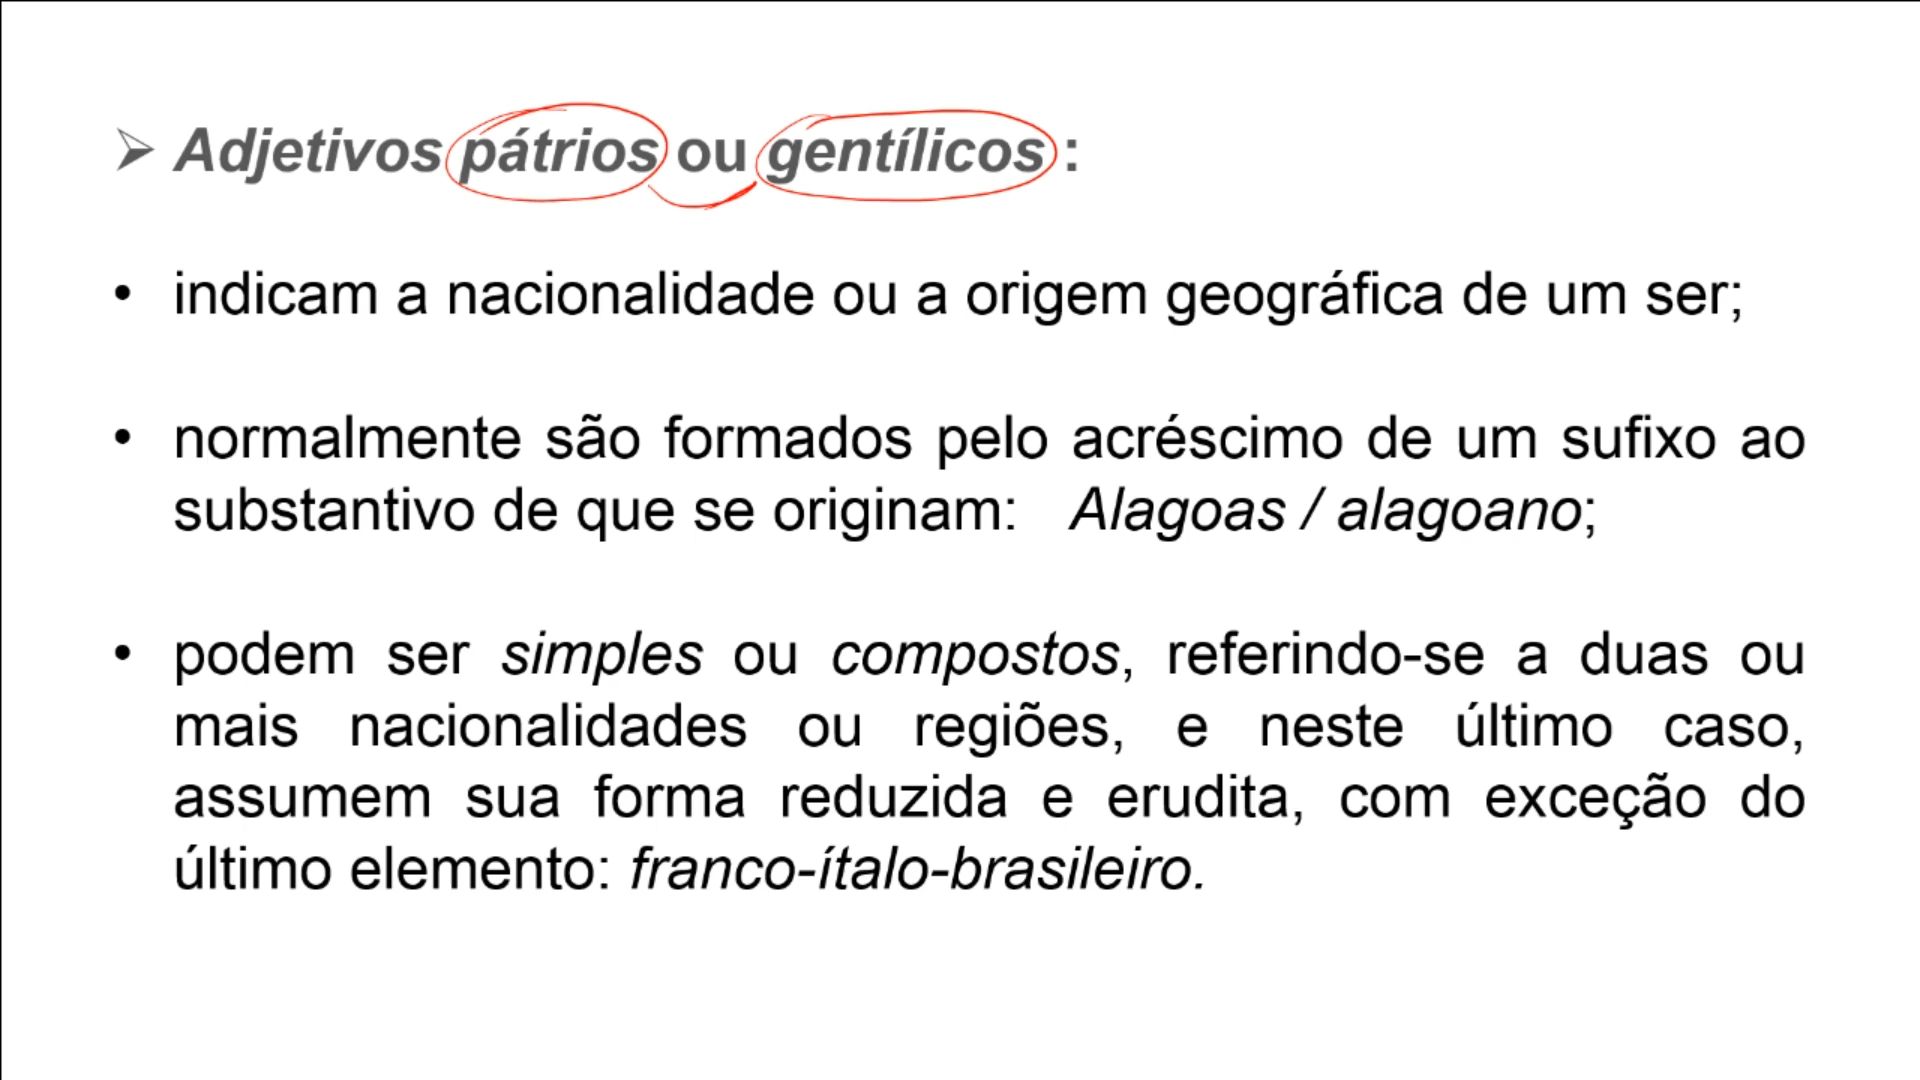 Adjetivos pátrios ou gentílicos :
• indicam a nacionalidade ou a origem geográfica de um ser;
• normalmente são formados pelo acréscimo de um sufixo ao
substantivo de que se originam: Alagoas / alagoano;
• podem ser simples ou compostos, referindo-se a duas ou
mais nacionalidades ou regiões, e neste último caso,
assumem sua forma reduzida e erudita, com exceção do
último elemento: franco-ítalo-brasileiro.